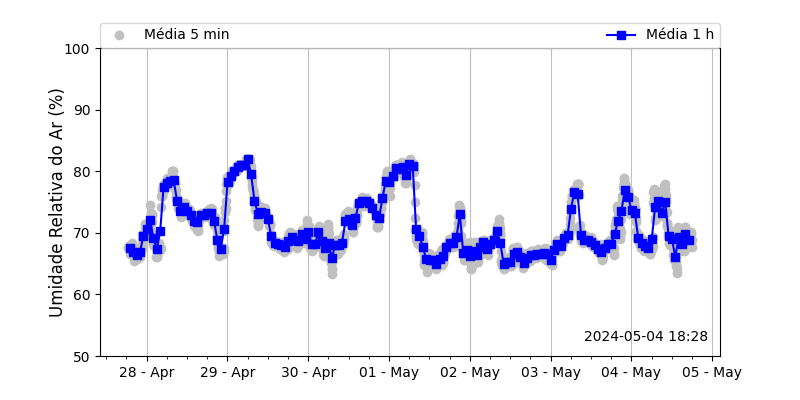 Média 5 min
Média 1 h
Umidade Relativa do Ar (%)
100
90
80
70
60
50
2024-05-04 18:28
28 - Apr
29 - Apr
30 - Apr
01 - May
02 - May
03 - May
04 - May
05 - May